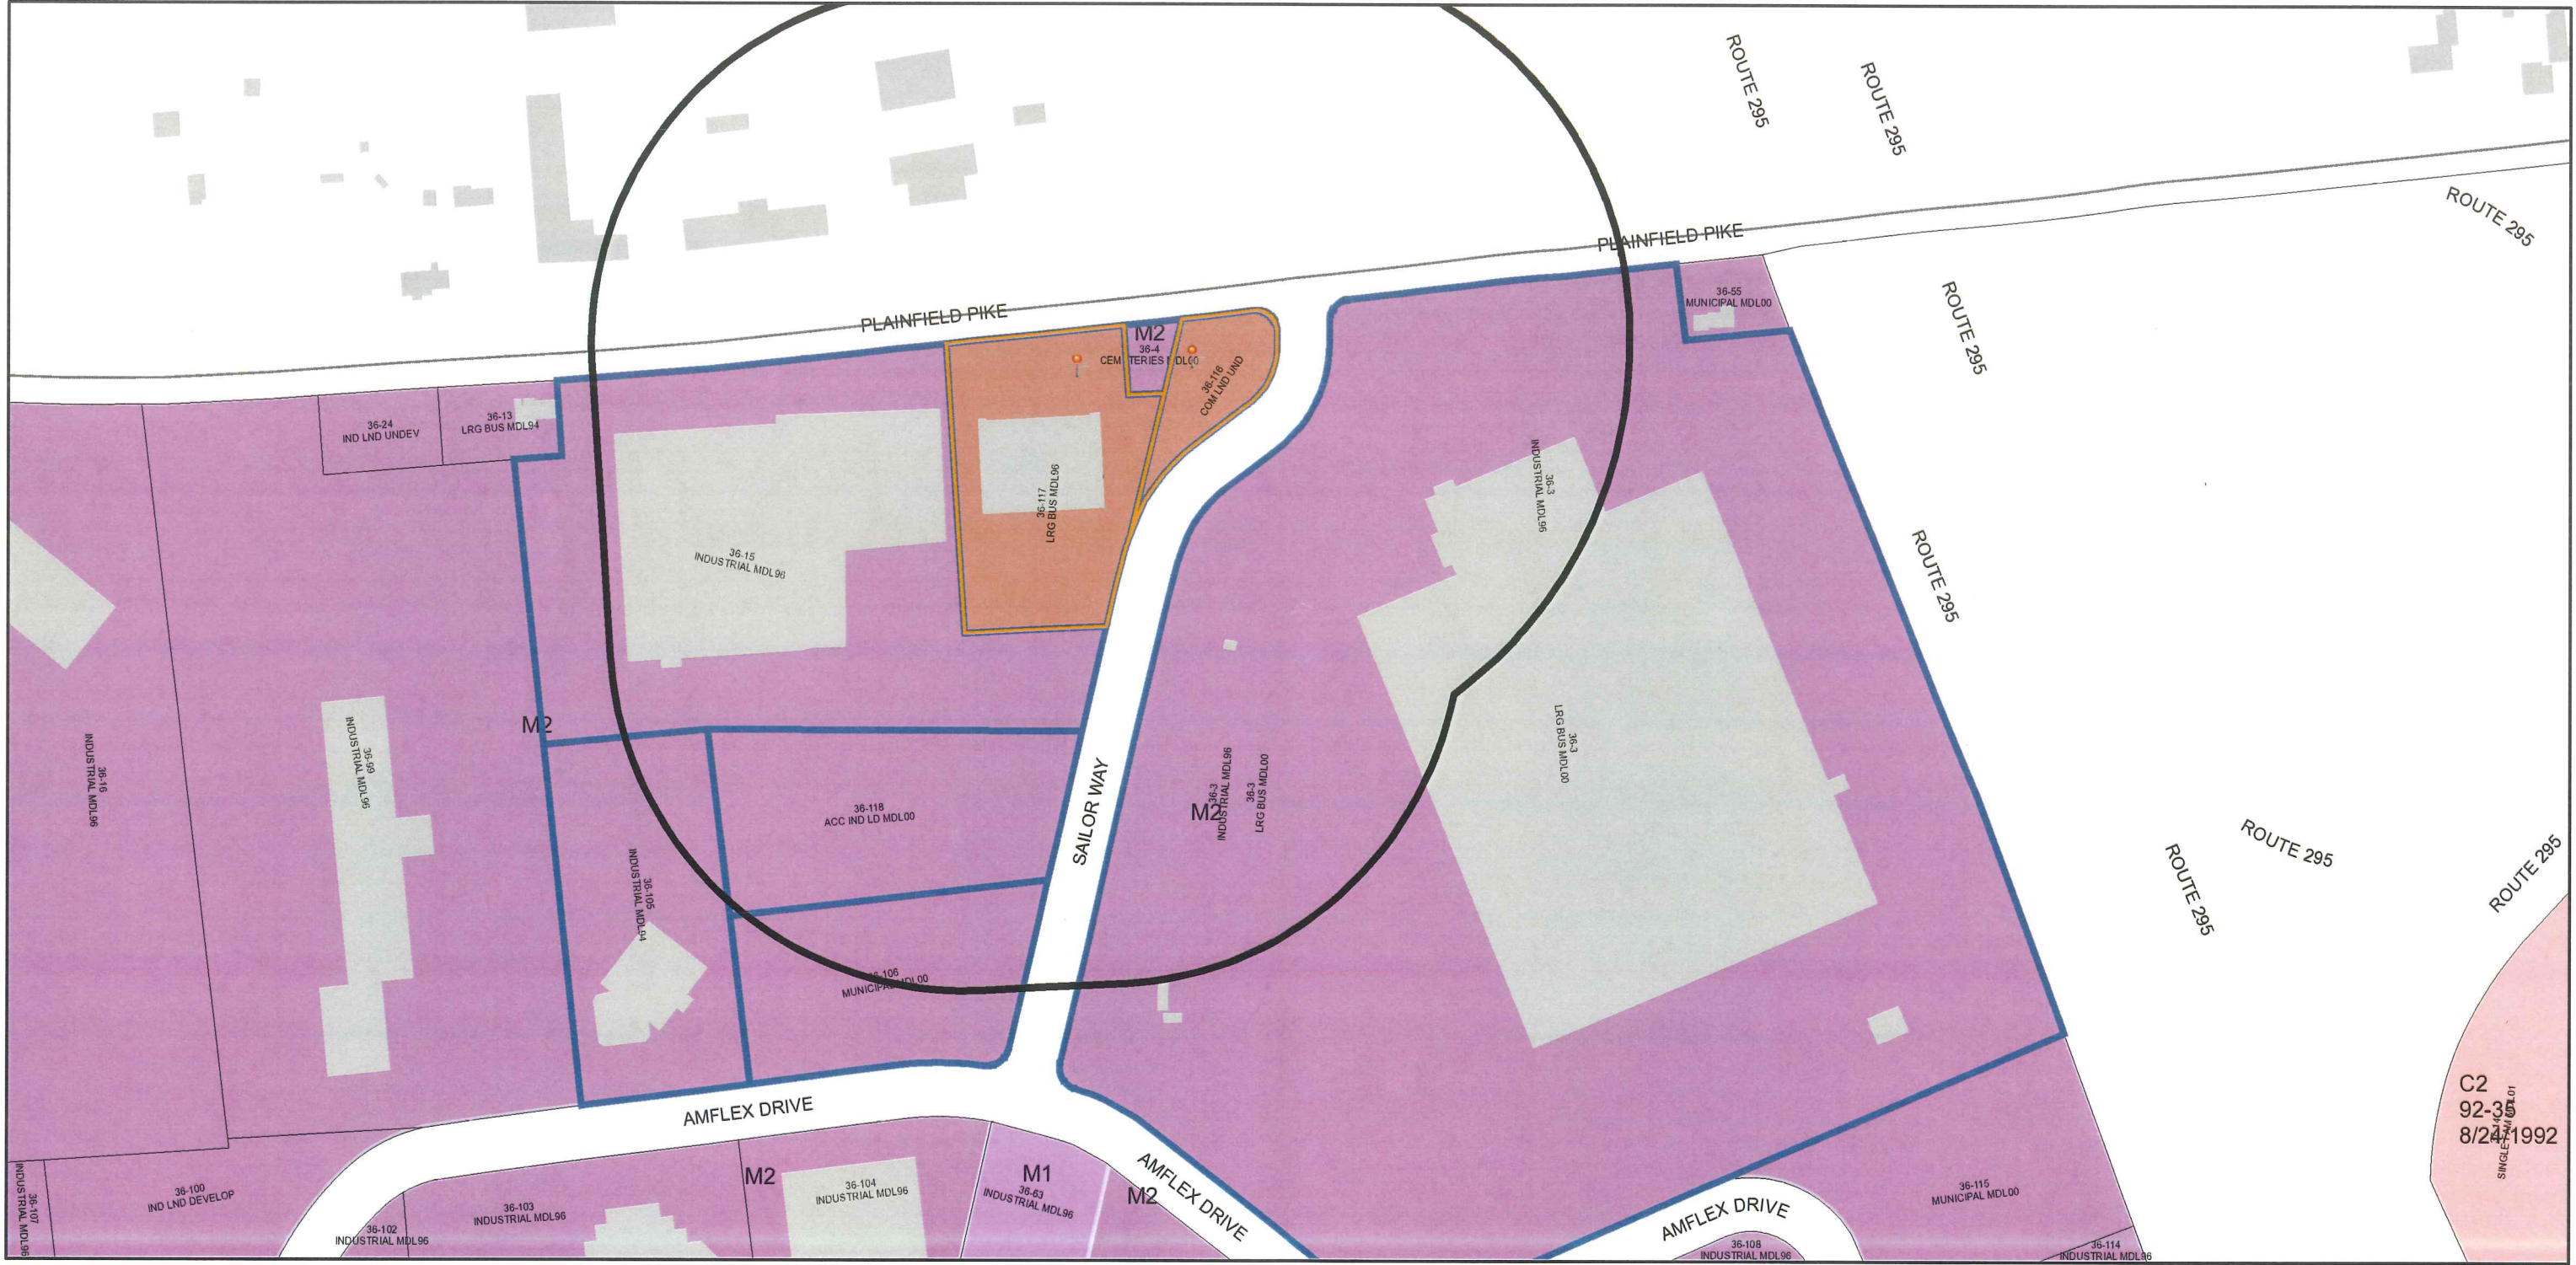 ROUTE 295
ROUTE 295
ROUTE 295
PLAINFIELD PIKE
PLAINFIELD PIKE
36-55
MUNICIPAL MDL00
ROUTE 295
M2
36-4
CEMETERIES MDL00
36-116
COM LND UND
36-24
IND LND UNDEV
36-13
LRG BUS MDL94
36-117
LRG BUS MDL96
36-3
INDUSTRIAL MDL96
36-15
INDUSTRIAL MDL96
ROUTE 295
M2
36-16
INDUSTRIAL MDL96
36-99
INDUSTRIAL MDL96
36-118
ACC IND LD MDL00
SAILOR WAY
M2
36-3
INDUSTRIAL MDL96
36-3
LRG BUS MDL00
36-3
LRG BUS MDL00
ROUTE 295
ROUTE 295
ROUTE 295
36-105
INDUSTRIAL MDL94
36-106
MUNICIPAL MDL00
AMFLEX DRIVE
C2
92-35
8/24/1992
36-107
INDUSTRIAL MDL96
36-100
IND LND DEVELOP
36-102
INDUSTRIAL MDL96
36-103
INDUSTRIAL MDL96
M2
36-104
INDUSTRIAL MDL96
M1
36-63
INDUSTRIAL MDL96
M2
AMFLEX DRIVE
AMFLEX DRIVE
36-115
MUNICIPAL MDL00
36-108
INDUSTRIAL MDL96
36-114
INDUSTRIAL MDL96